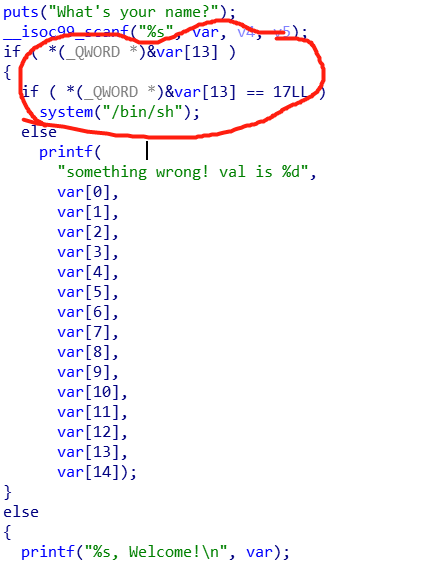 puts("What's your name?");
__isoc99_scanf("%s", var, v4, v5);
if ( *(_QWORD *)&var[13] )
{
if ( *(_QWORD *)&var[13] == 17LL )
system("/bin/sh");
else
printf(
"something wrong! val is %d",
var[0],
var[1],
var[2],
var[3],
var[4],
var[5],
var[6],
var[7],
var[8],
var[9],
var[10],
var[11],
var[12],
var[13],
var[14]);
}
else
{
printf("%s, Welcome!\n", var);